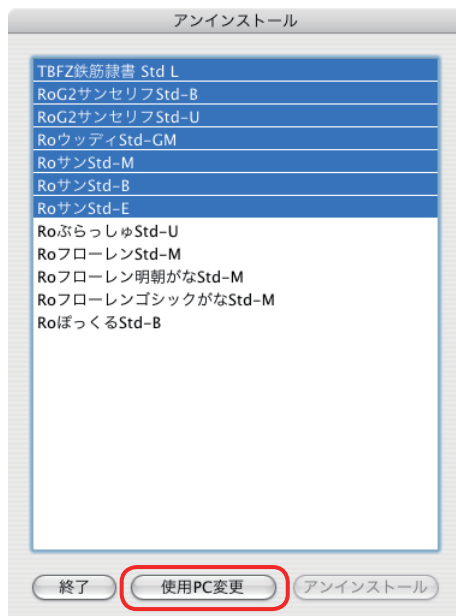 アンインストール
TBFZ鉄筋隷書 Std L
RoG2サンセリフStd-B
RoG2サンセリフStd-U
RoウッディStd-GM
RoサンStd-M
RoサンStd-B
RoサンStd-E
RoぶらっしゅStd-U
RoフローレンStd-M
Roフローレン明朝がなStd-M
RoフローレンゴシックがなStd-M
RoぽっくるStd-B
終了 使用PC変更 アンインストール